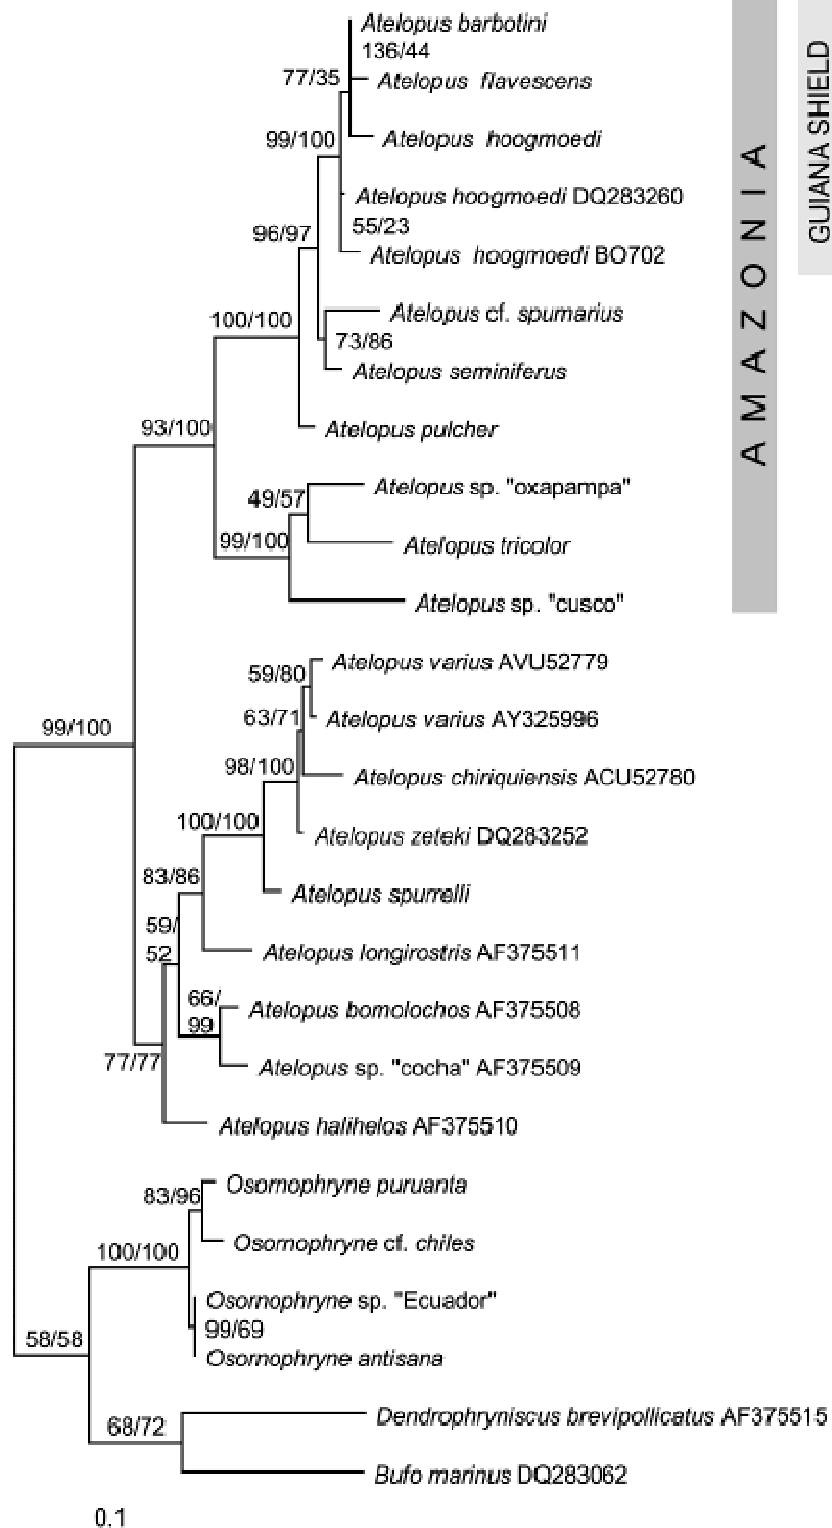 Atelopus barbotini
136/44
77/35
Atelopus flavescens
99/100
Atelopus hoogmoedi
Atelopus hoogmoedi DQ283260
55/23
96/97
Atelopus hoogmoedi BO702
Atelopus cf. spumarius
100/100
73/86
Atelopus seminiferus
93/100
Atelopus pulcher
Atelopus sp. "oxapampa"
49/57
99/100
Atelopus tricolor
Atelopus sp. "cusco"
AMAZONIA
GUIANA SHIELD
Atelopus varius AVU52779
59/80
63/71
Atelopus varius AY325996
99/100
98/100
Atelopus chiriquiensis ACU52780
100/100
Atelopus zeteki DQ283252
83/86
Atelopus spurrelli
59/
52
Atelopus longirostris AF375511
66/
99
Atelopus bomolochos AF375508
77/77
Atelopus sp. "cocha" AF375509
Atelopus halihelos AF375510
83/96
Osornophryne puruanta
100/100
Osornophryne cf. chiles
Osornophryne sp. "Ecuador"
99/69
58/58
Osornophryne antisana
68/72
Dendrophryniscus brevipollicatus AF375515
Bufo marinus DQ283062
0.1